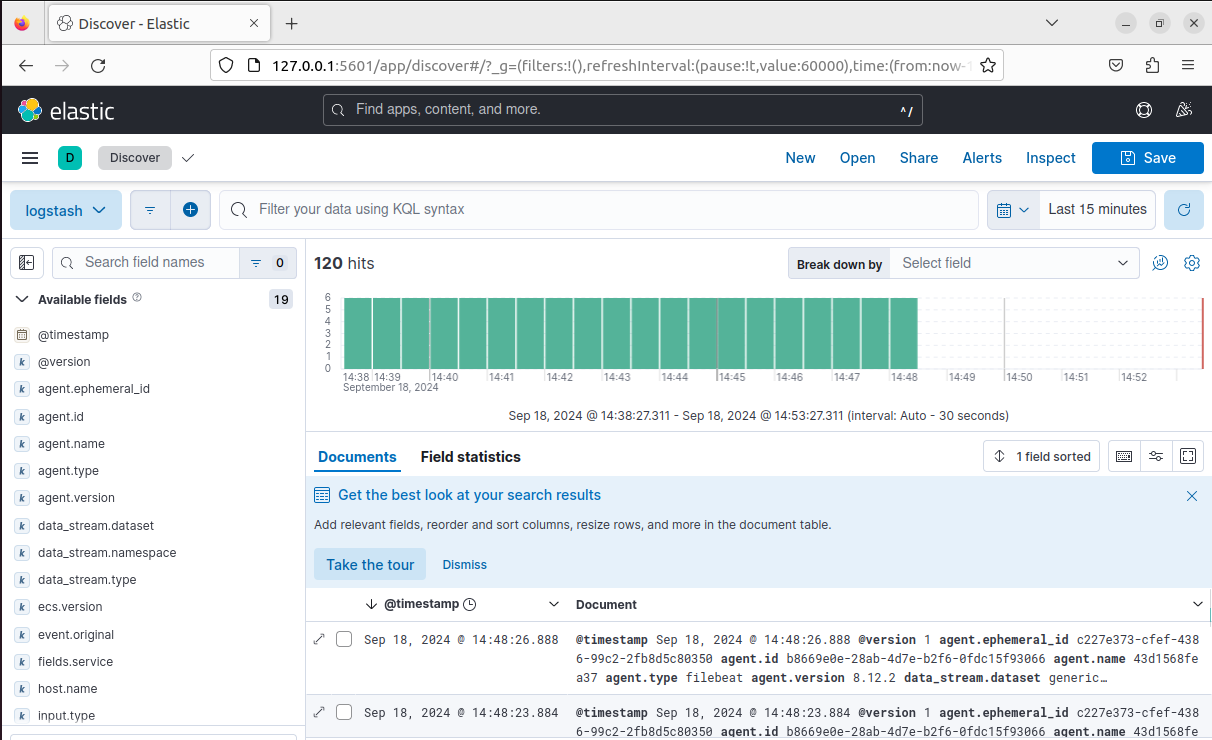 Discover - Elastic
127.0.0.1:5601/app/discover#/?_g=(filters:!(),refreshInterval:(pause:!t,value:60000),time:(from:now-1
elastic
Find apps, content, and more.
^/
D
Discover
New
Open
Share
Alerts
Inspect
Save
logstash
Filter your data using KQL syntax
Last 15 minutes
Search field names
0
120 hits
Break down by
Select field
Available fields
19
@timestamp
k @version
k agent.ephemeral_id
k agent.id
k agent.name
k agent.type
k agent.version
k data_stream.dataset
k data_stream.namespace
k data_stream.type
k ecs.version
k event.original
k fields.service
k host.name
k input.type
6
5
4
3
2
1
0
14:38 14:39 14:40 14:41 14:42 14:43 14:44 14:45 14:46 14:47 14:48 14:49 14:50 14:51 14:52
September 18, 2024
Sep 18, 2024 @ 14:38:27.311 - Sep 18, 2024 @ 14:53:27.311 (interval: Auto - 30 seconds)
Documents
Field statistics
1 field sorted
Get the best look at your search results
Add relevant fields, reorder and sort columns, resize rows, and more in the document table.
Take the tour
Dismiss
@timestamp
Document
Sep 18, 2024 @ 14:48:26.888
@timestamp Sep 18, 2024 @ 14:48:26.888 @version 1 agent.ephemeral_id c227e373-cfef-438
6-99c2-2fb8d5c80350 agent.id b8669e0e-28ab-4d7e-b2f6-0fdc15f93066 agent.name 43d1568fe
a37 agent.type filebeat agent.version 8.12.2 data_stream.dataset generic…
Sep 18, 2024 @ 14:48:23.884
@timestamp Sep 18, 2024 @ 14:48:23.884 @version 1 agent.ephemeral_id c227e373-cfef-438
6-99c2-2fb8d5c80350 agent.id b8669e0e-28ab-4d7e-b2f6-0fdc15f93066 agent.name 43d1568fe